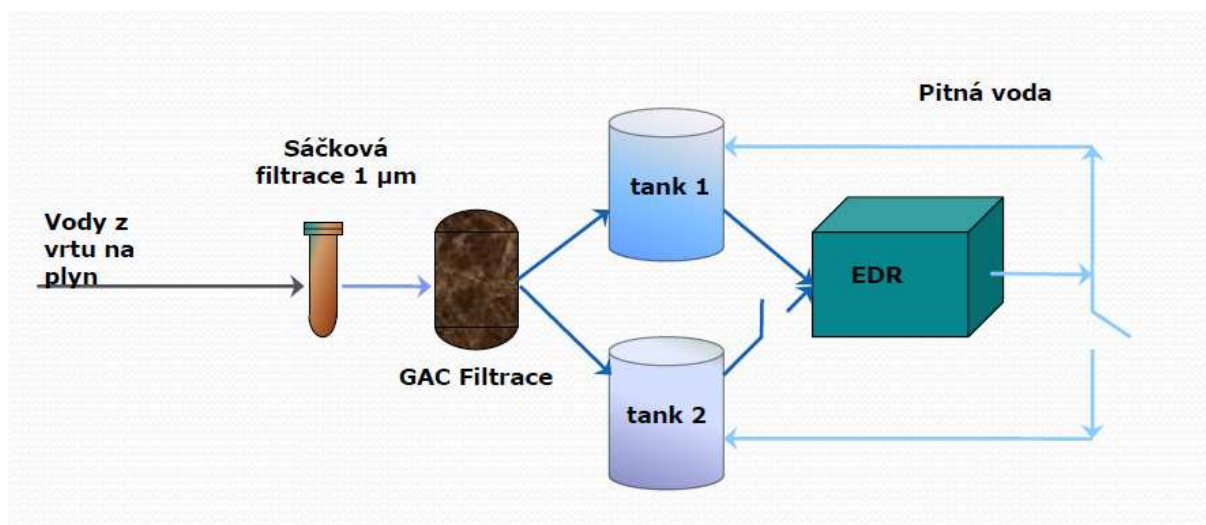 Pitná voda
Sáčková
filtrace 1 µm
tank 1
Vody z
vrtu na
plyn
EDR
GAC Filtrace
tank 2